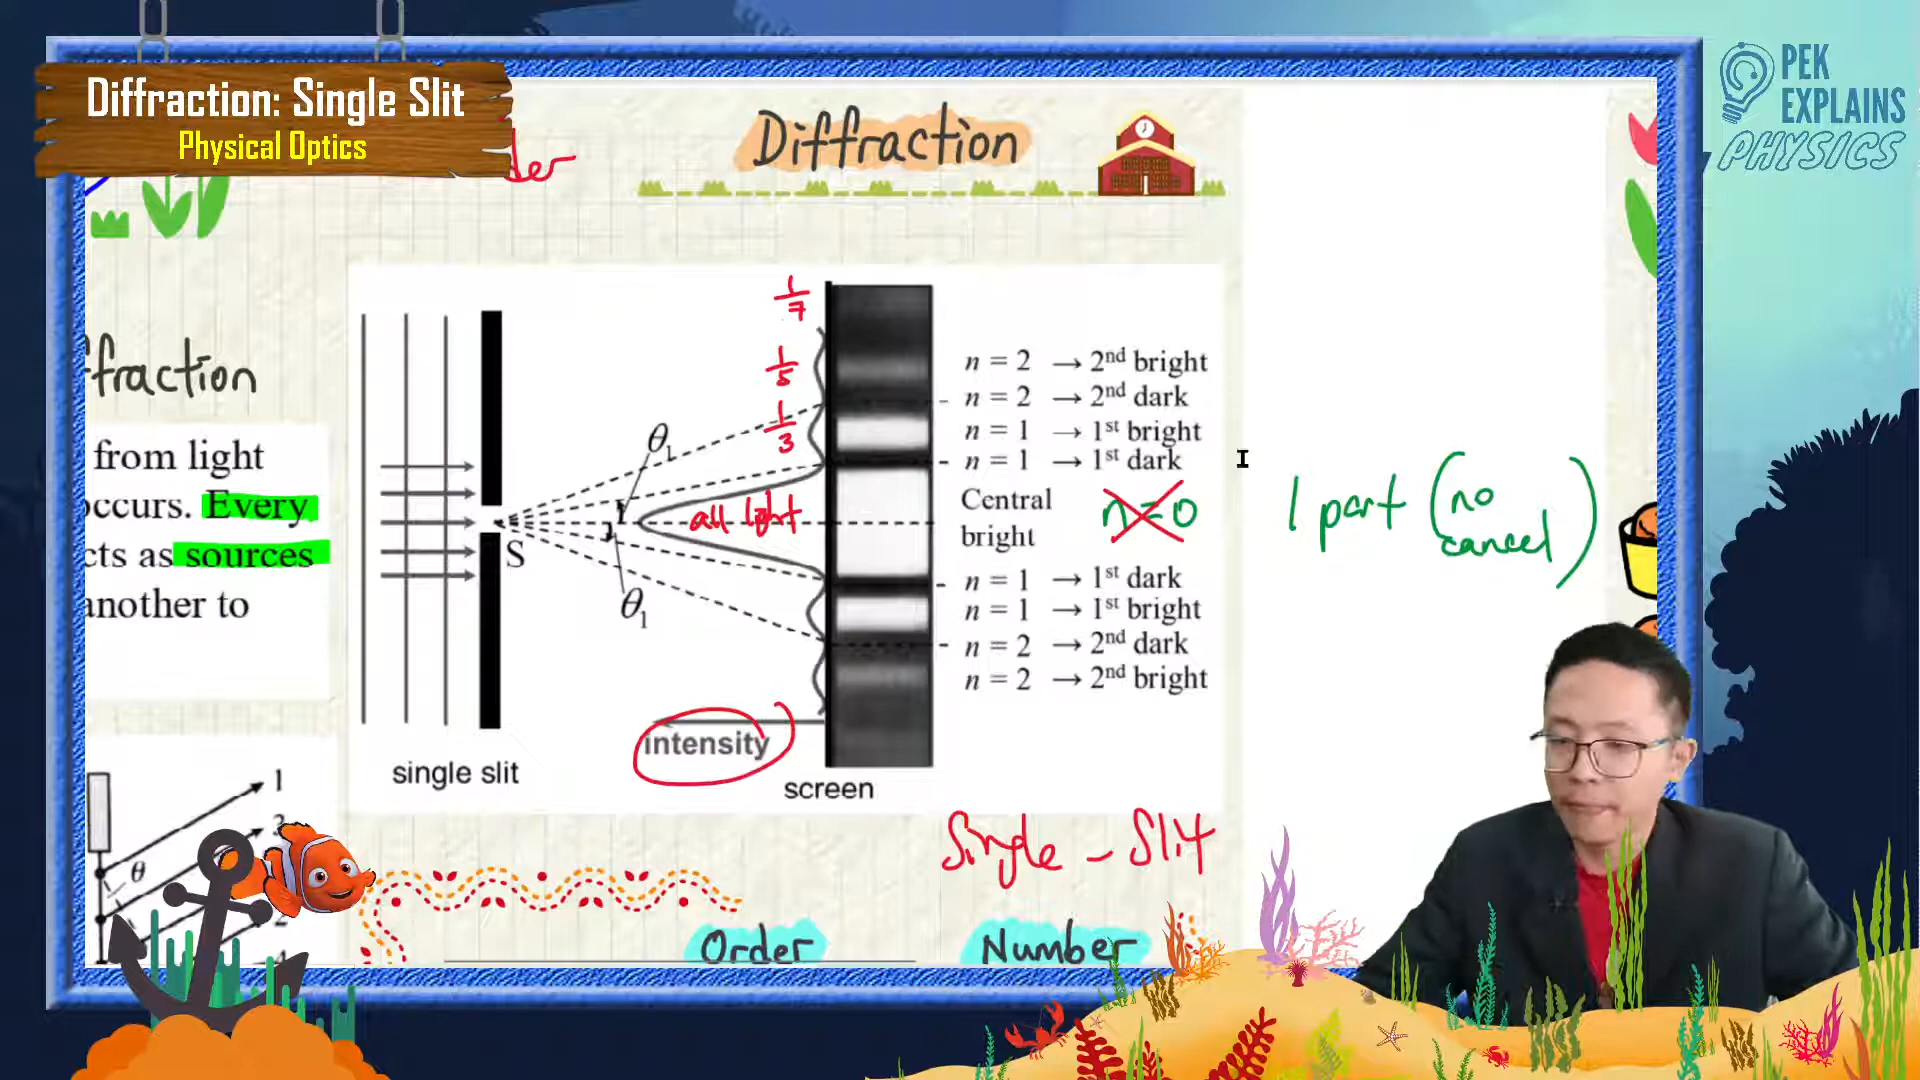 Diffraction: Single Slit
Physical Optics
PEK
EXPLAINS
PHYSICS
der
Diffraction
ffraction
from light
occurs. Every
cts as sources
another to
1/7
1/5
1/3
θ1
all light
S
θ1
n = 2 → 2nd bright
n = 2 → 2nd dark
n = 1 → 1st bright
n = 1 → 1st dark
Central
bright
n=0
n = 1 → 1st dark
n = 1 → 1st bright
n = 2 → 2nd dark
n = 2 → 2nd bright
1 part (no
cancel)
intensity
single slit
screen
Single - Slit
1
2
θ
Order
Number